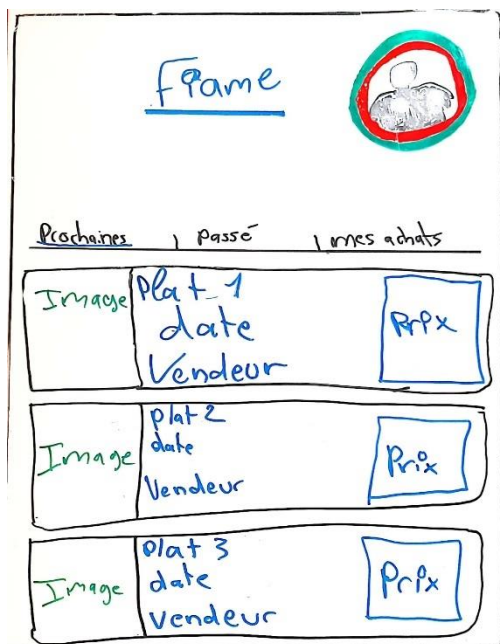 Frame
Prochaines | passé | mes achats
Image
Plat_1
date
Vendeur
Prix
Image
plat 2
date
Vendeur
Prix
Image
plat 3
date
vendeur
Prix